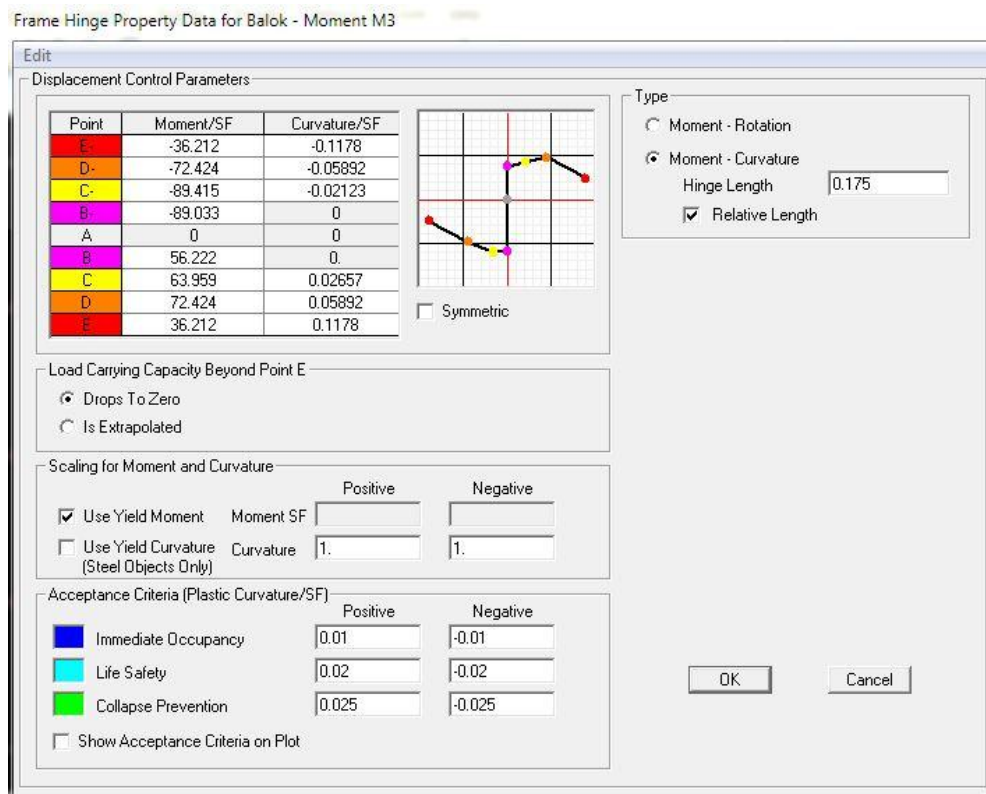 Frame Hinge Property Data for Balok - Moment M3
Edit
Displacement Control Parameters
Point Moment/SF Curvature/SF
E- -36.212 -0.1178
D- -72.424 -0.05892
C- -89.415 -0.02123
B- -89.033 0
A 0 0
B 56.222 0.
C 63.959 0.02657
D 72.424 0.05892
E 36.212 0.1178
Symmetric
Type
Moment - Rotation
Moment - Curvature
Hinge Length 0.175
Relative Length
Load Carrying Capacity Beyond Point E
Drops To Zero
Is Extrapolated
Scaling for Moment and Curvature
Positive Negative
Use Yield Moment Moment SF
Use Yield Curvature Curvature 1. 1.
(Steel Objects Only)
Acceptance Criteria (Plastic Curvature/SF)
Positive Negative
Immediate Occupancy 0.01 -0.01
Life Safety 0.02 -0.02
Collapse Prevention 0.025 -0.025
Show Acceptance Criteria on Plot
OK Cancel